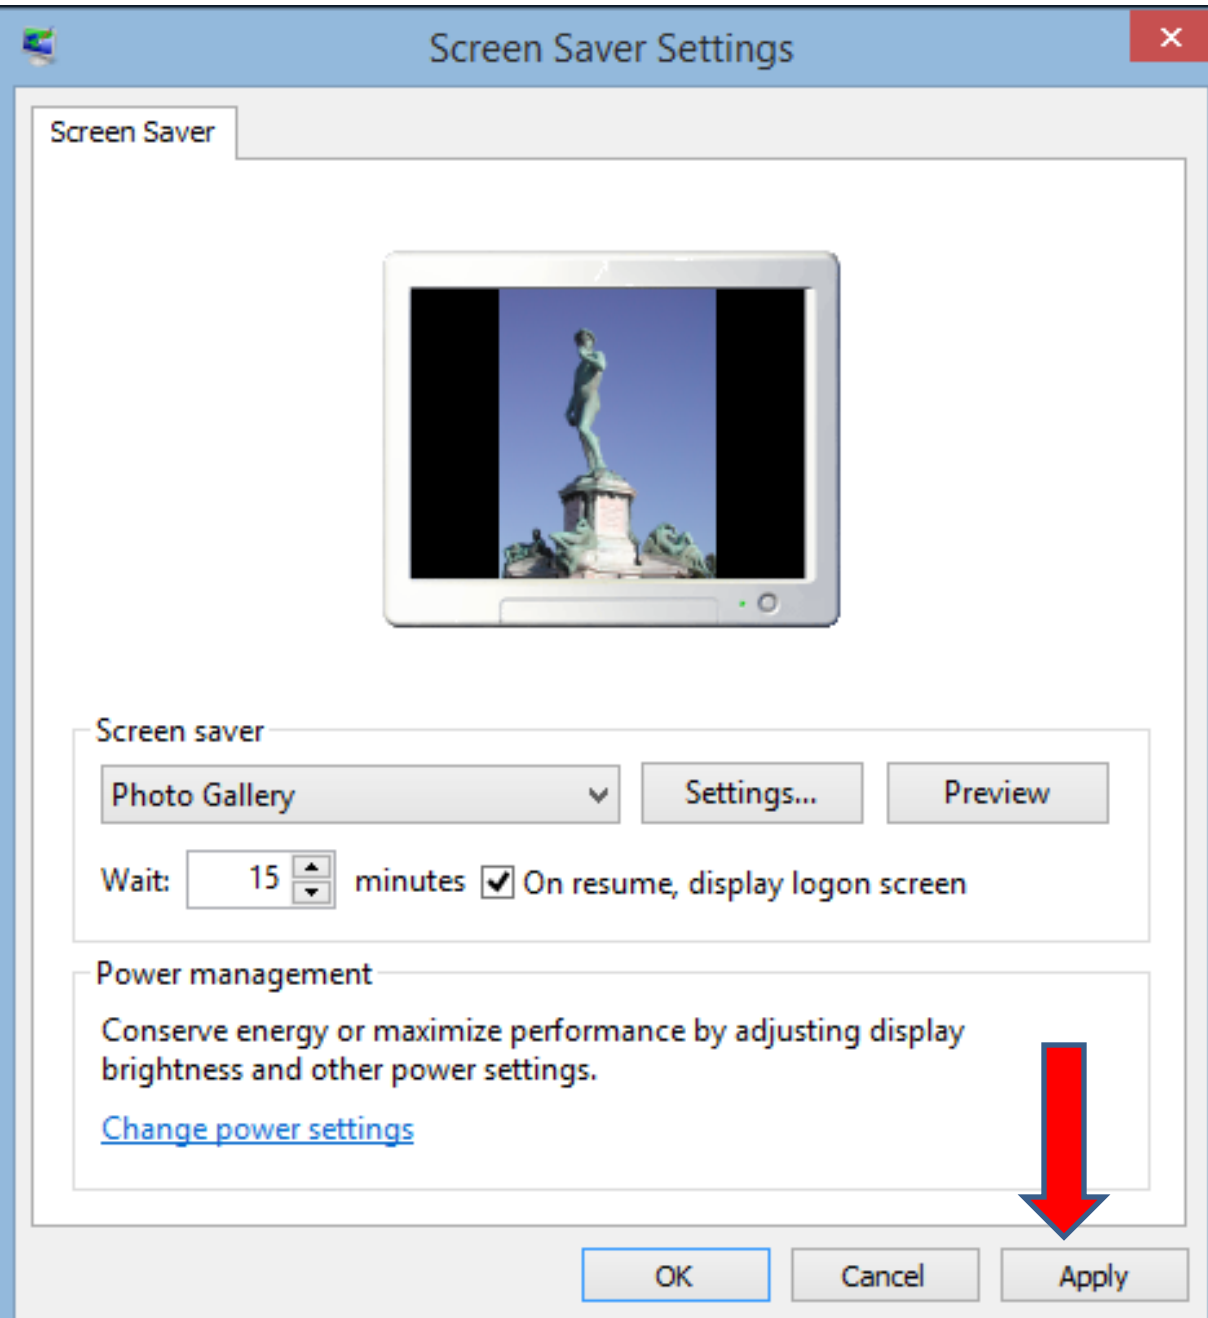 Screen Saver Settings
Screen Saver
Screen saver
Photo Gallery
Settings...
Preview
Wait: 15 minutes On resume, display logon screen
Power management
Conserve energy or maximize performance by adjusting display
brightness and other power settings.
Change power settings
OK
Cancel
Apply